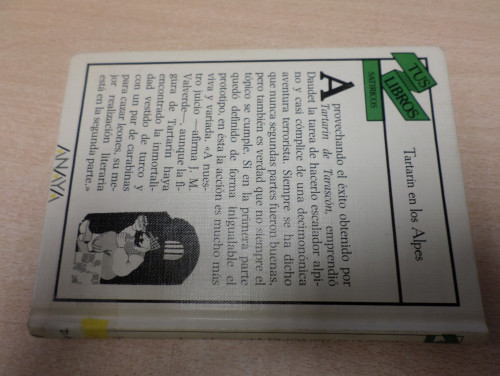 TUS
LIBROS
SATÍRICOS
Tartarín en los Alpes
Aprovechando el éxito obtenido por
Tartarín de Tarascón, emprendió
Daudet la tarea de hacerlo escalador alpi-
no y casi cómplice de una decimonónica
aventura terrorista. Siempre se ha dicho
que nunca segundas partes fueron buenas,
pero también es verdad que no siempre el
tópico se cumple. Si en la primera parte
quedó definido de forma inigualable el
prototipo, en ésta la acción es mucho más
viva y variada. «A nues-
tro juicio —afirma J. M.
Valverde—, aunque la fi-
gura de Tartarín haya
encontrado la inmortali-
dad vestido de turco y
con un par de carabinas
para cazar leones, su me-
jor realización literaria
está en la segunda parte.»
ANAYA